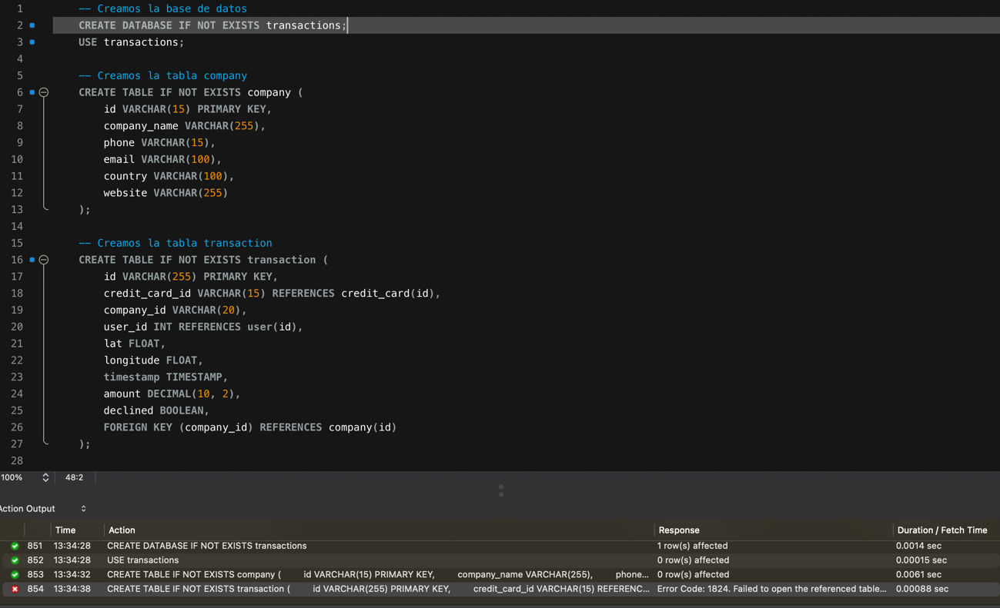 1 -- Creamos la base de datos
2 CREATE DATABASE IF NOT EXISTS transactions;
3 USE transactions;
4
5 -- Creamos la tabla company
6 CREATE TABLE IF NOT EXISTS company (
7 id VARCHAR(15) PRIMARY KEY,
8 company_name VARCHAR(255),
9 phone VARCHAR(15),
10 email VARCHAR(100),
11 country VARCHAR(100),
12 website VARCHAR(255)
13 );
14
15 -- Creamos la tabla transaction
16 CREATE TABLE IF NOT EXISTS transaction (
17 id VARCHAR(255) PRIMARY KEY,
18 credit_card_id VARCHAR(15) REFERENCES credit_card(id),
19 company_id VARCHAR(20),
20 user_id INT REFERENCES user(id),
21 lat FLOAT,
22 longitude FLOAT,
23 timestamp TIMESTAMP,
24 amount DECIMAL(10, 2),
25 declined BOOLEAN,
26 FOREIGN KEY (company_id) REFERENCES company(id)
27 );
28
100% 48:2
Action Output
Time Action Response Duration / Fetch Time
851 13:34:28 CREATE DATABASE IF NOT EXISTS transactions 1 row(s) affected 0.0014 sec
852 13:34:28 USE transactions 0 row(s) affected 0.00015 sec
853 13:34:32 CREATE TABLE IF NOT EXISTS company ( id VARCHAR(15) PRIMARY KEY, company_name VARCHAR(255), phone... 0 row(s) affected 0.0061 sec
854 13:34:38 CREATE TABLE IF NOT EXISTS transaction ( id VARCHAR(255) PRIMARY KEY, credit_card_id VARCHAR(15) REFERENC... Error Code: 1824. Failed to open the referenced table... 0.00088 sec